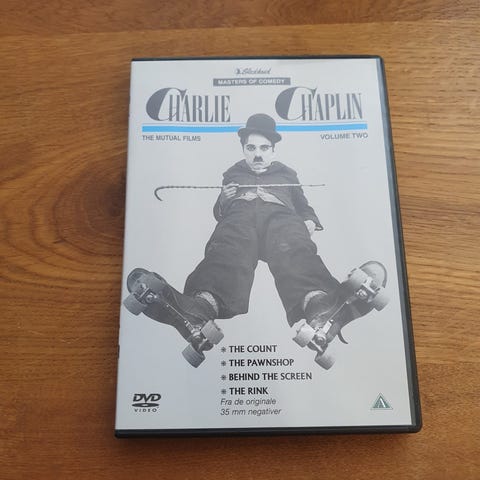 MASTERS OF COMEDY
CHARLIE CHAPLIN
THE MUTUAL FILMS
VOLUME TWO
❋ THE COUNT
❋ THE PAWNSHOP
❋ BEHIND THE SCREEN
❋ THE RINK
Fra de originale
35 mm negativer
DVD
VIDEO
A